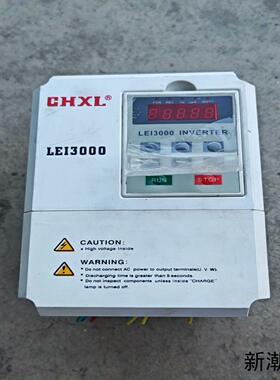 CHXL®
LEI3000
88888
LEI3000 INVERTER
RUN
STOP
CAUTION:
High voltage inside
WARNING:
Do not connect AC power to output terminals(U V W)
Discharging time is greater than 5 seconds.
Do not inspect components unless inside "CHARGE"
lamp is turned off.
新潮